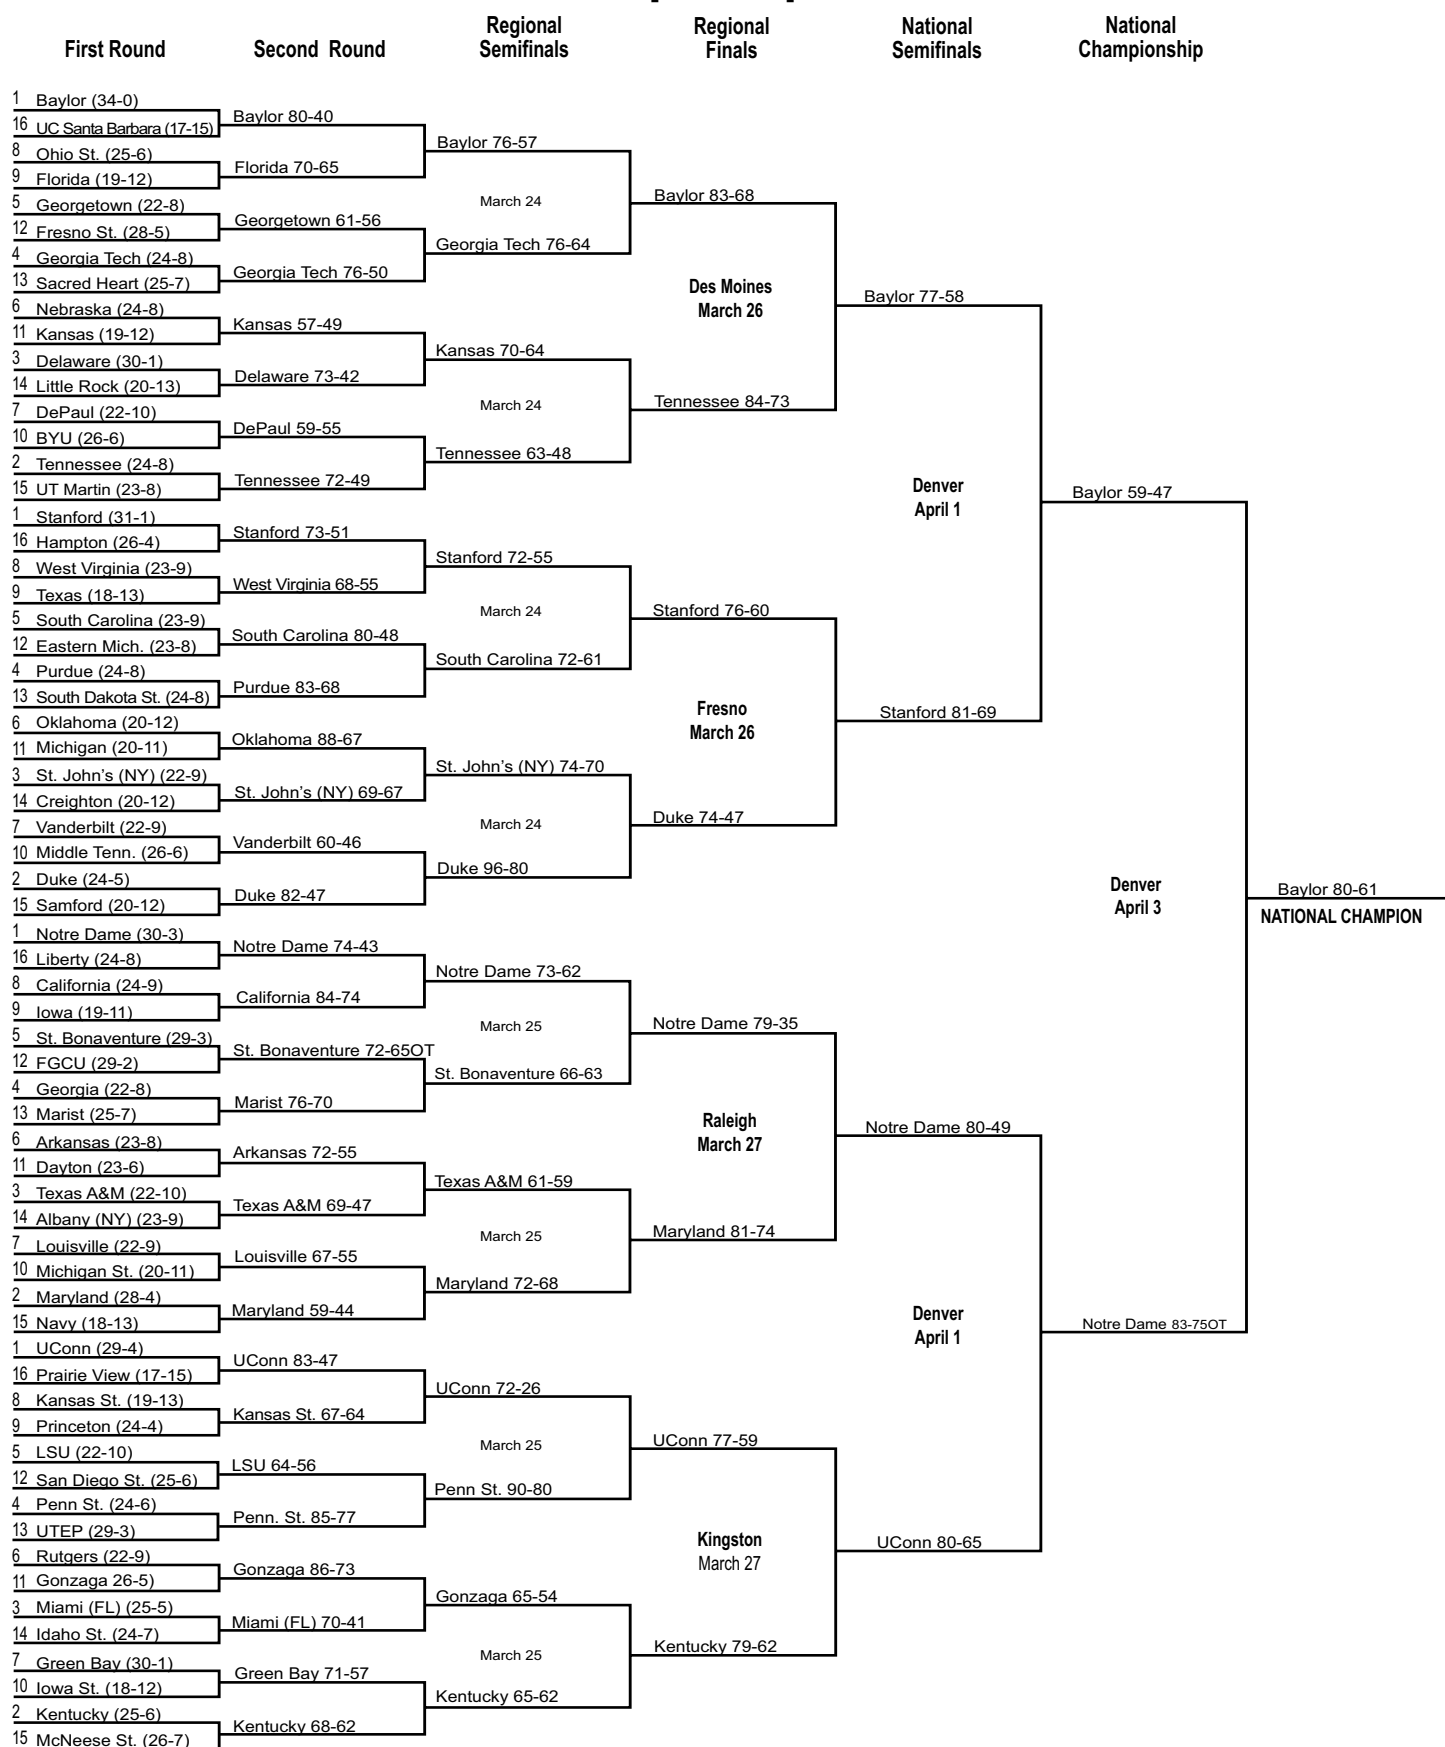 Regional Semifinals
Regional Finals
National Semifinals
National Championship
First Round
Second Round
1 Baylor (34-0)
16 UC Santa Barbara (17-15)
8 Ohio St. (25-6)
9 Florida (19-12)
5 Georgetown (22-8)
12 Fresno St. (28-5)
4 Georgia Tech (24-8)
13 Sacred Heart (25-7)
6 Nebraska (24-8)
11 Kansas (19-12)
3 Delaware (30-1)
14 Little Rock (20-13)
7 DePaul (22-10)
10 BYU (26-6)
2 Tennessee (24-8)
15 UT Martin (23-8)
1 Stanford (31-1)
16 Hampton (26-4)
8 West Virginia (23-9)
9 Texas (18-13)
5 South Carolina (23-9)
12 Eastern Mich. (23-8)
4 Purdue (24-8)
13 South Dakota St. (24-8)
6 Oklahoma (20-12)
11 Michigan (20-11)
3 St. John's (NY) (22-9)
14 Creighton (20-12)
7 Vanderbilt (22-9)
10 Middle Tenn. (26-6)
2 Duke (24-5)
15 Samford (20-12)
1 Notre Dame (30-3)
16 Liberty (24-8)
8 California (24-9)
9 Iowa (19-11)
5 St. Bonaventure (29-3)
12 FGCU (29-2)
4 Georgia (22-8)
13 Marist (25-7)
6 Arkansas (23-8)
11 Dayton (23-6)
3 Texas A&M (22-10)
14 Albany (NY) (23-9)
7 Louisville (22-9)
10 Michigan St. (20-11)
2 Maryland (28-4)
15 Navy (18-13)
1 UConn (29-4)
16 Prairie View (17-15)
8 Kansas St. (19-13)
9 Princeton (24-4)
5 LSU (22-10)
12 San Diego St. (25-6)
4 Penn St. (24-6)
13 UTEP (29-3)
6 Rutgers (22-9)
11 Gonzaga 26-5)
3 Miami (FL) (25-5)
14 Idaho St. (24-7)
7 Green Bay (30-1)
10 Iowa St. (18-12)
2 Kentucky (25-6)
15 McNeese St. (26-7)
Baylor 80-40
Florida 70-65
Georgetown 61-56
Georgia Tech 76-50
Kansas 57-49
Delaware 73-42
DePaul 59-55
Tennessee 72-49
Stanford 73-51
West Virginia 68-55
South Carolina 80-48
Purdue 83-68
Oklahoma 88-67
St. John's (NY) 69-67
Vanderbilt 60-46
Duke 82-47
Notre Dame 74-43
California 84-74
St. Bonaventure 72-65OT
Marist 76-70
Arkansas 72-55
Texas A&M 69-47
Louisville 67-55
Maryland 59-44
UConn 83-47
Kansas St. 67-64
LSU 64-56
Penn. St. 85-77
Gonzaga 86-73
Miami (FL) 70-41
Green Bay 71-57
Kentucky 68-62
Baylor 76-57
March 24
Georgia Tech 76-64
Kansas 70-64
March 24
Tennessee 63-48
Stanford 72-55
March 24
South Carolina 72-61
St. John's (NY) 74-70
March 24
Duke 96-80
Notre Dame 73-62
March 25
St. Bonaventure 66-63
Texas A&M 61-59
March 25
Maryland 72-68
UConn 72-26
March 25
Penn St. 90-80
Gonzaga 65-54
March 25
Kentucky 65-62
Baylor 83-68
Des Moines
March 26
Tennessee 84-73
Stanford 76-60
Fresno
March 26
Duke 74-47
Notre Dame 79-35
Raleigh
March 27
Maryland 81-74
UConn 77-59
Kingston
March 27
Kentucky 79-62
Baylor 77-58
Denver
April 1
Stanford 81-69
Notre Dame 80-49
Denver
April 1
UConn 80-65
Baylor 59-47
Denver
April 3
Notre Dame 83-75OT
Baylor 80-61
NATIONAL CHAMPION